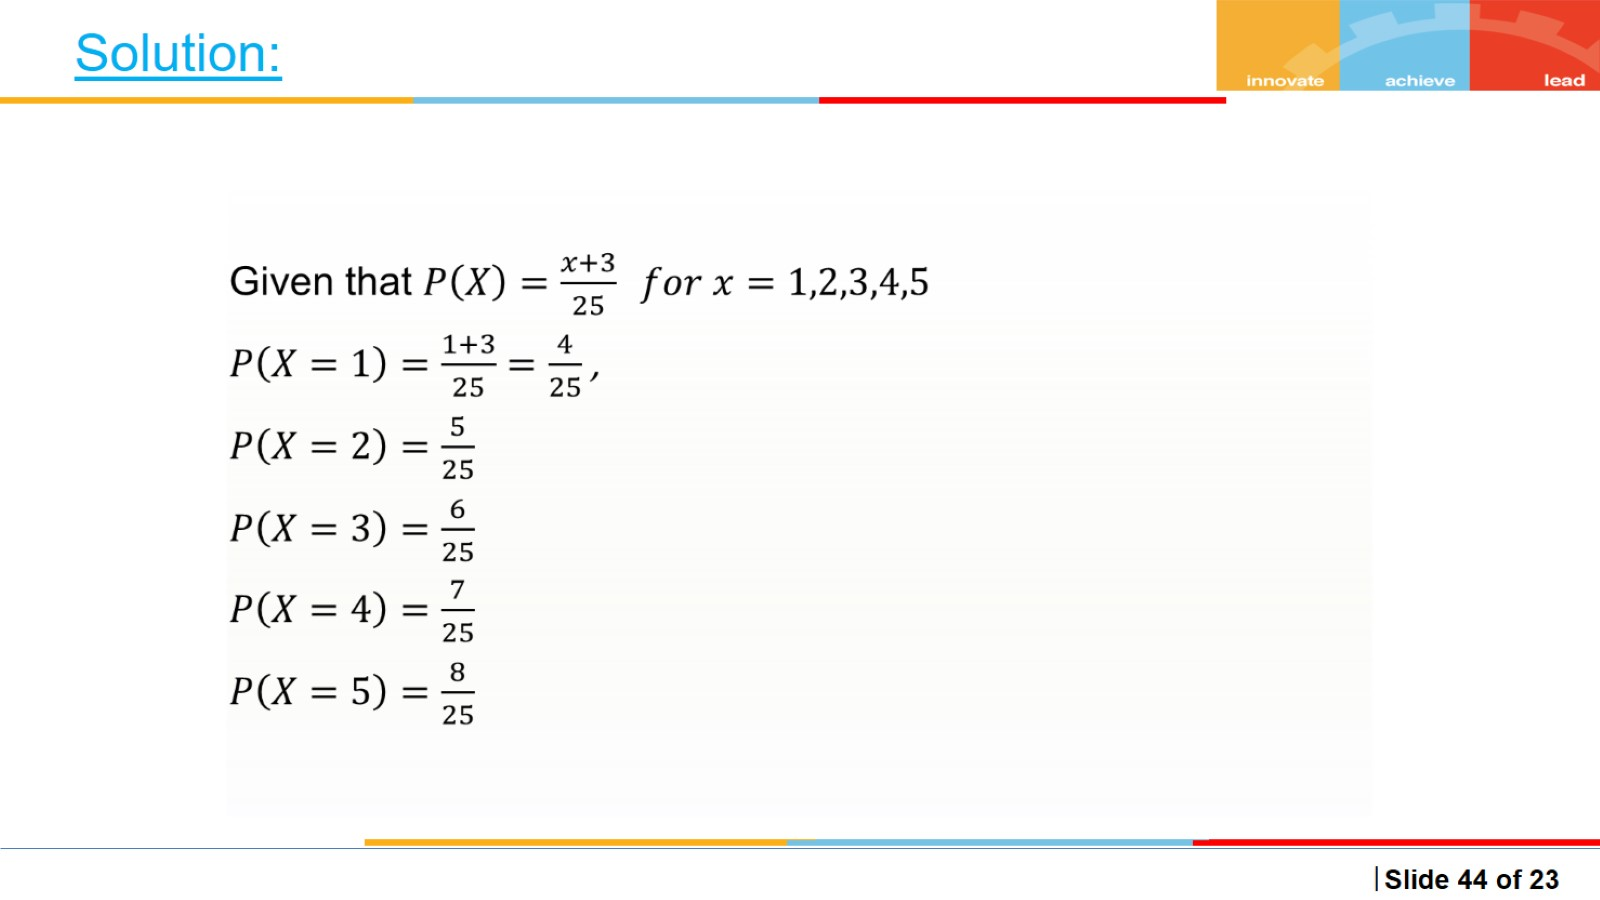 Solution:
innovate achieve lead
Given that P(X) = x+3/25 for x = 1,2,3,4,5
P(X = 1) = 1+3/25 = 4/25,
P(X = 2) = 5/25
P(X = 3) = 6/25
P(X = 4) = 7/25
P(X = 5) = 8/25
Slide 44 of 23